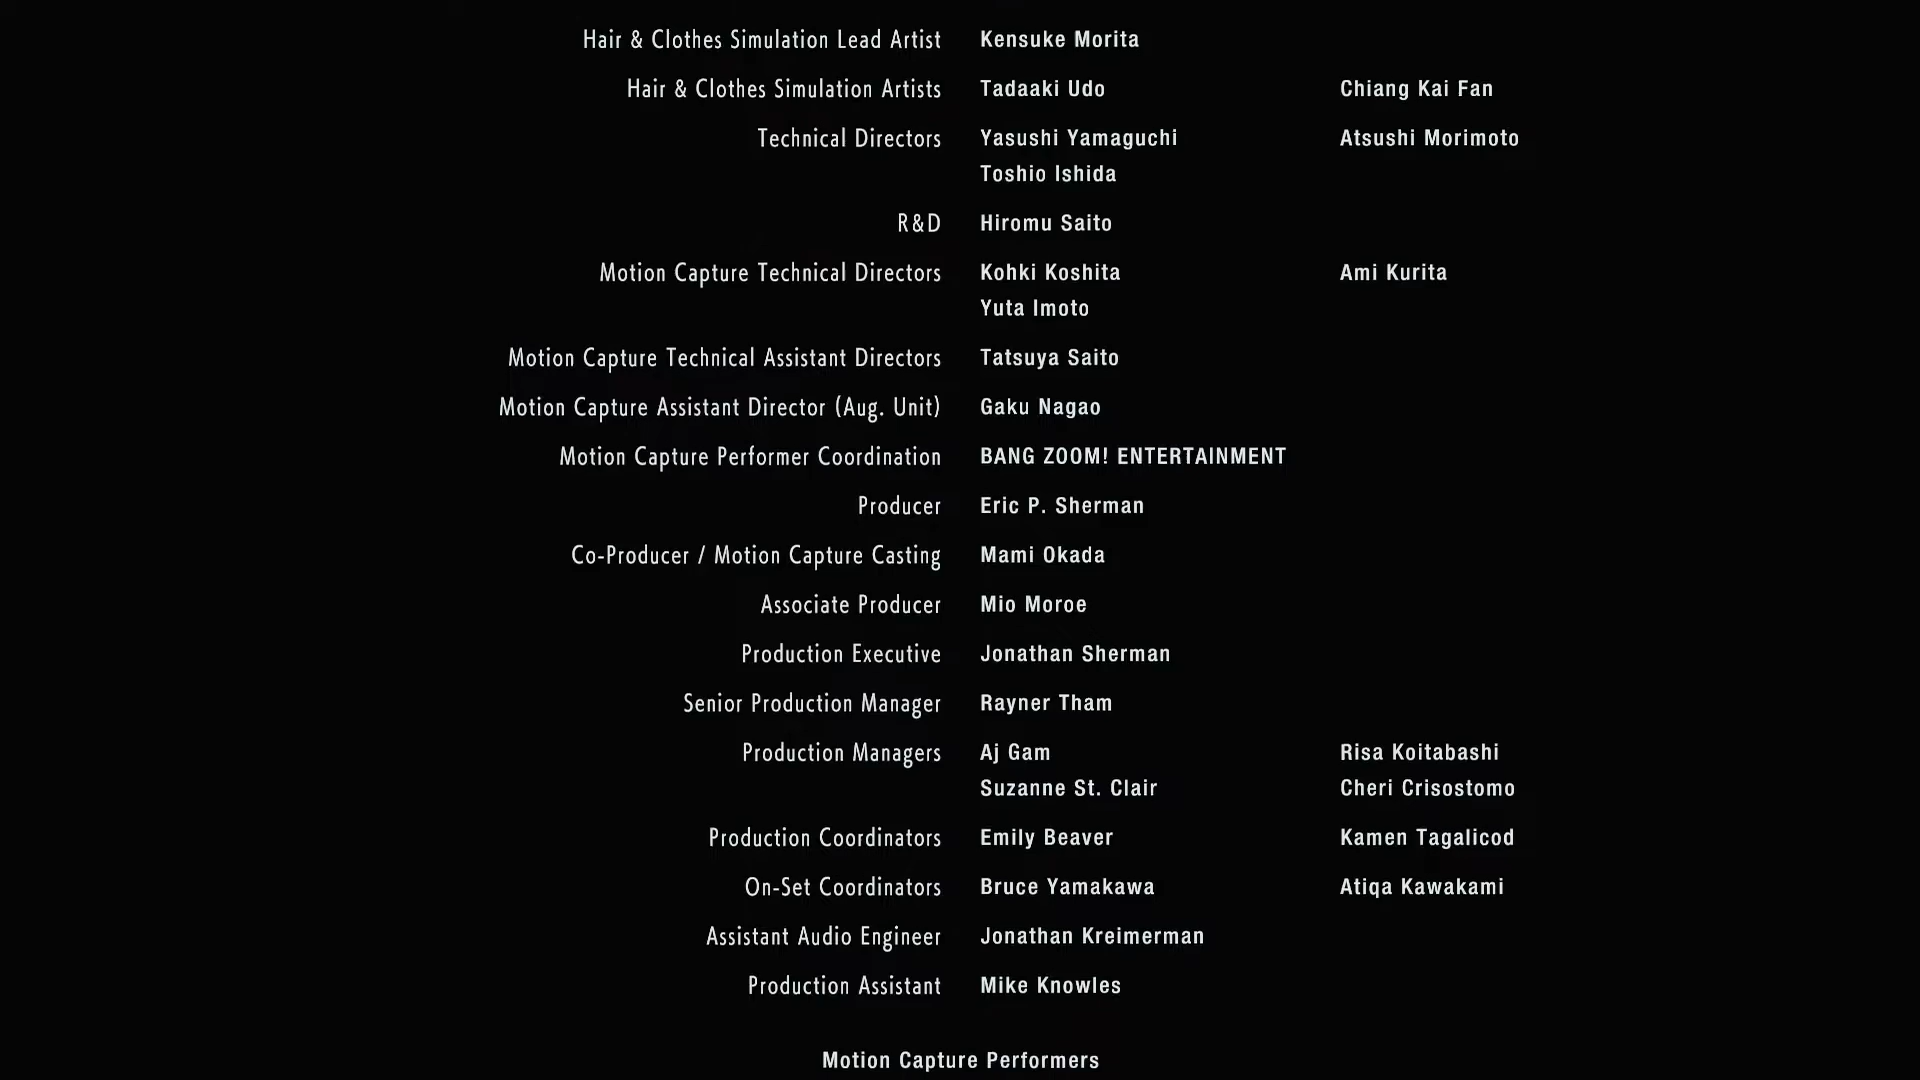 Hair & Clothes Simulation Lead Artist Kensuke Morita
Hair & Clothes Simulation Artists Tadaaki Udo Chiang Kai Fan
Technical Directors Yasushi Yamaguchi Atsushi Morimoto
Toshio Ishida
R&D Hiromu Saito
Motion Capture Technical Directors Kohki Koshita Ami Kurita
Yuta Imoto
Motion Capture Technical Assistant Directors Tatsuya Saito
Motion Capture Assistant Director (Aug. Unit) Gaku Nagao
Motion Capture Performer Coordination BANG ZOOM! ENTERTAINMENT
Producer Eric P. Sherman
Co-Producer / Motion Capture Casting Mami Okada
Associate Producer Mio Moroe
Production Executive Jonathan Sherman
Senior Production Manager Rayner Tham
Production Managers Aj Gam Risa Koitabashi
Suzanne St. Clair Cheri Crisostomo
Production Coordinators Emily Beaver Kamen Tagalicod
On-Set Coordinators Bruce Yamakawa Atiqa Kawakami
Assistant Audio Engineer Jonathan Kreimerman
Production Assistant Mike Knowles
Motion Capture Performers